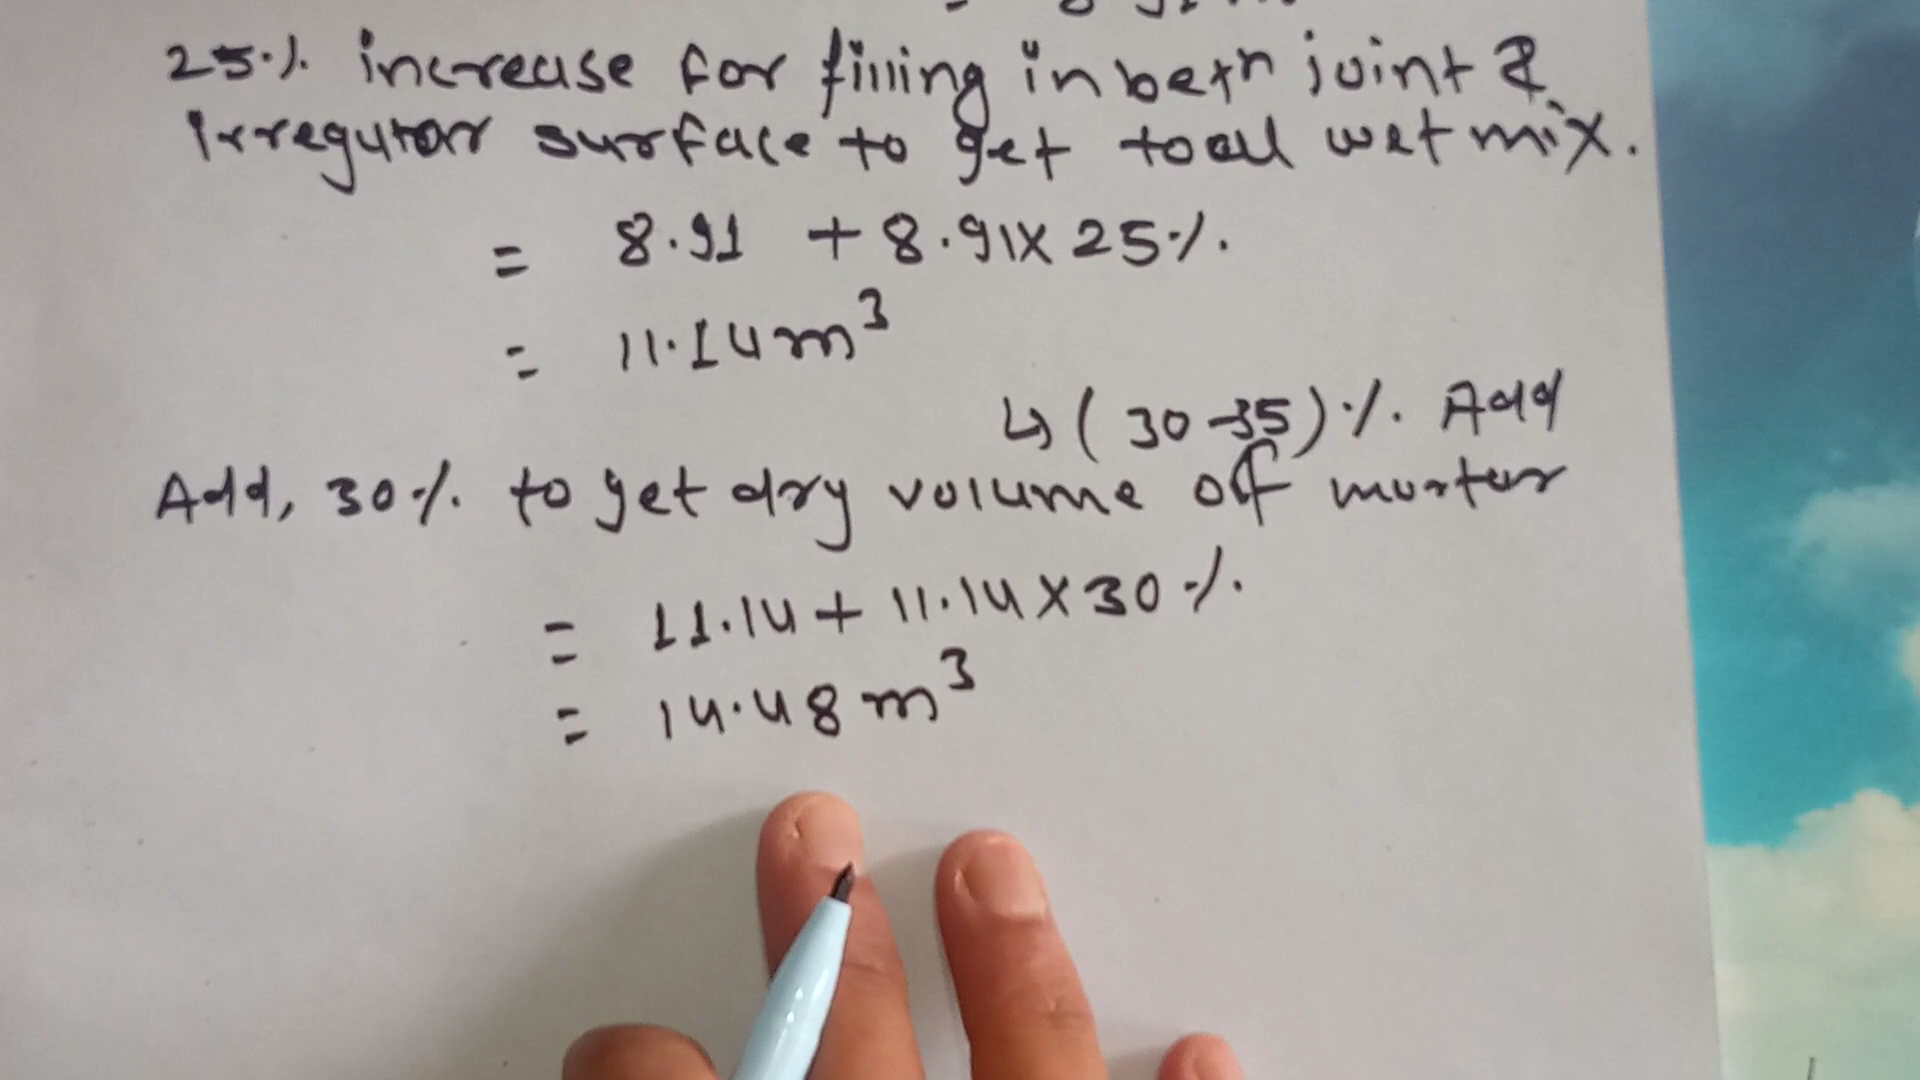 25.%. increase for filling in betn joint &
Irregular surface to get toal wet mix.
= 8.91 + 8.91 x 25%.
= 11.14 m³
↳ (30-35)%. Add
Add, 30%. to get dry volume of mortar
= 11.14 + 11.14 x 30%.
= 14.48 m³